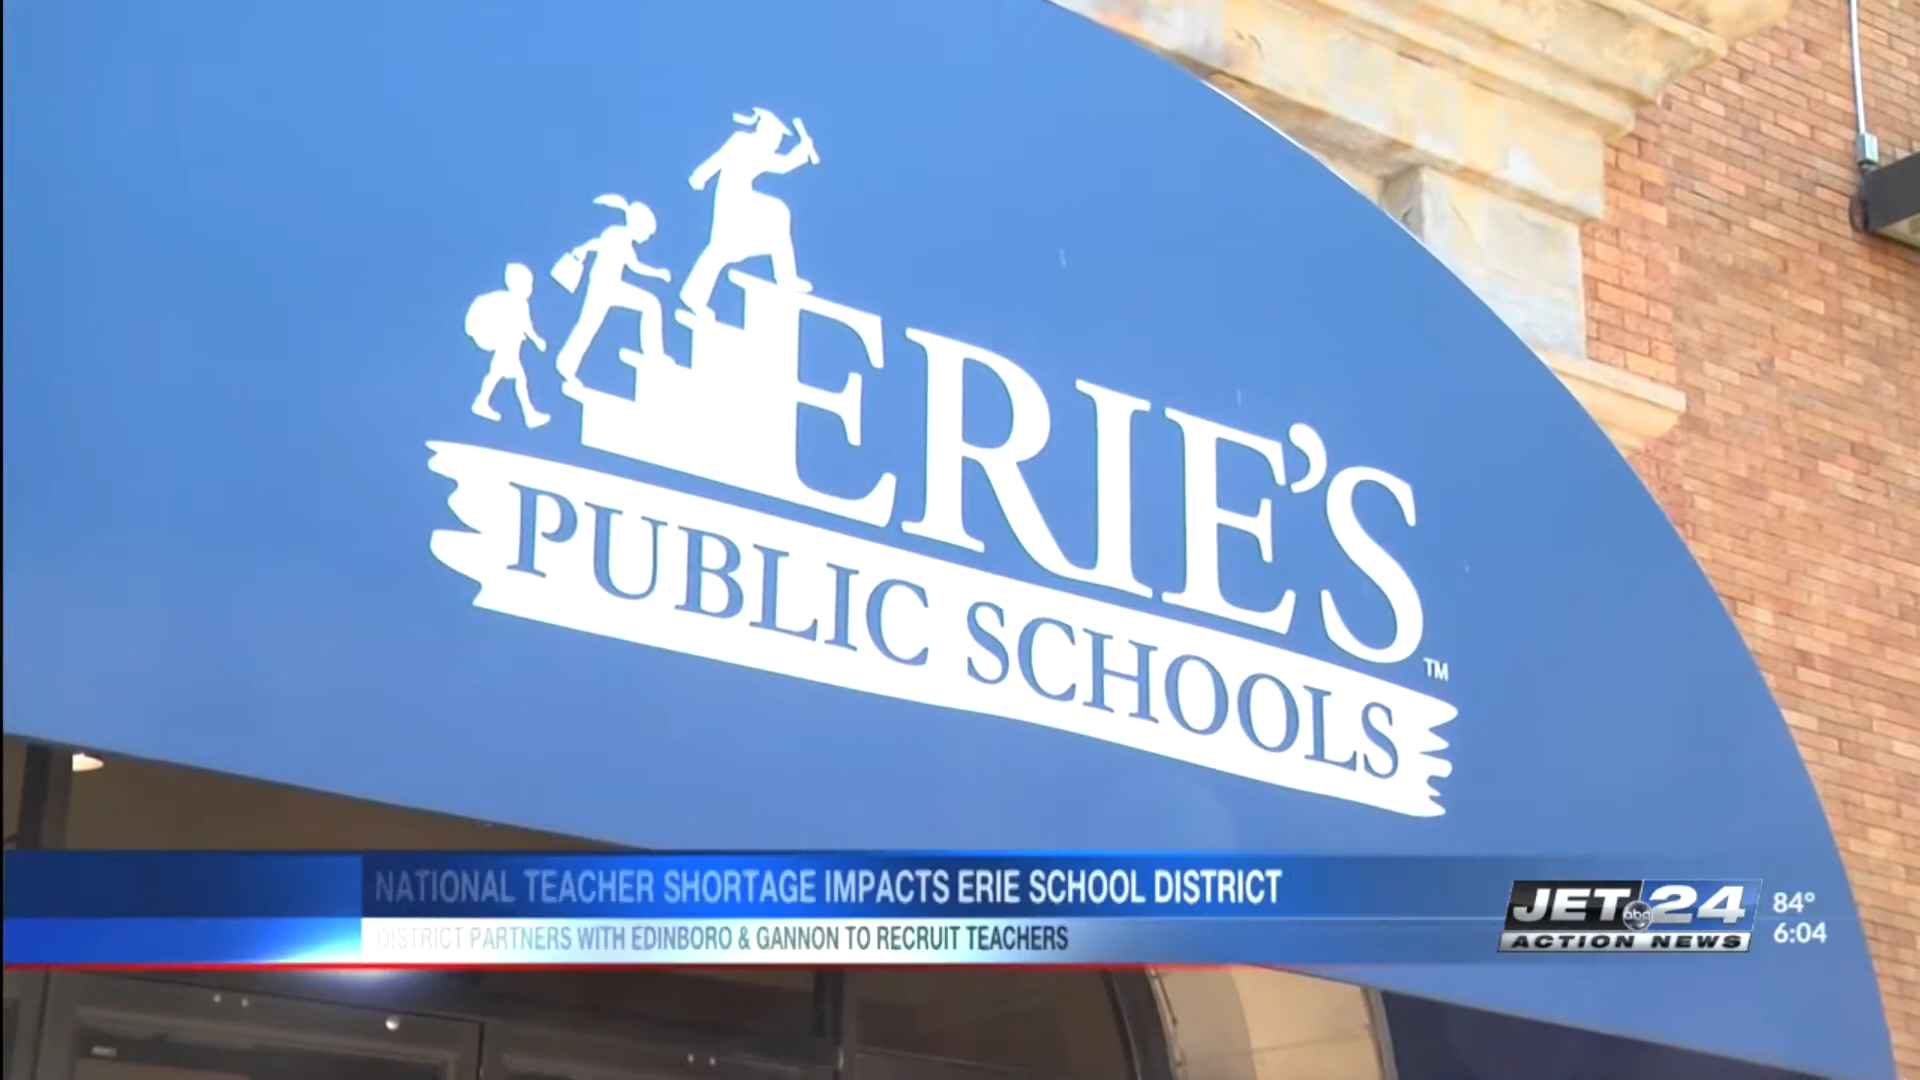 ERIE'S
™
PUBLIC SCHOOLS
NATIONAL TEACHER SHORTAGE IMPACTS ERIE SCHOOL DISTRICT
DISTRICT PARTNERS WITH EDINBORO & GANNON TO RECRUIT TEACHERS
JET abc 24
ACTION NEWS
84°
6:04